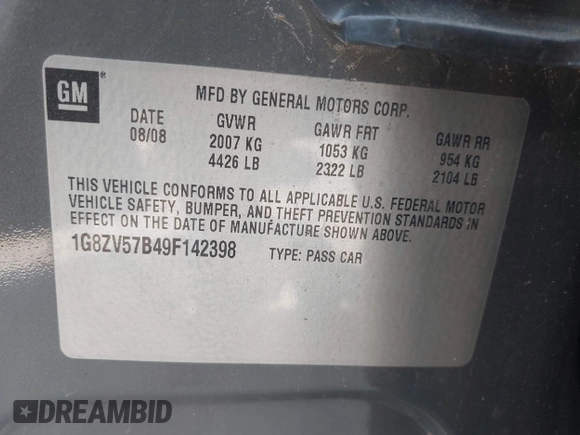 GM
MFD BY GENERAL MOTORS CORP.
DATE GVWR GAWR FRT GAWR RR
08/08 2007 KG 1053 KG 954 KG
4426 LB 2322 LB 2104 LB
THIS VEHICLE CONFORMS TO ALL APPLICABLE U.S. FEDERAL MOTOR
VEHICLE SAFETY, BUMPER, AND THEFT PREVENTION STANDARDS IN
EFFECT ON THE DATE OF MANUFACTURE SHOWN ABOVE.
1G8ZV57B49F142398 TYPE: PASS CAR
DREAMBID